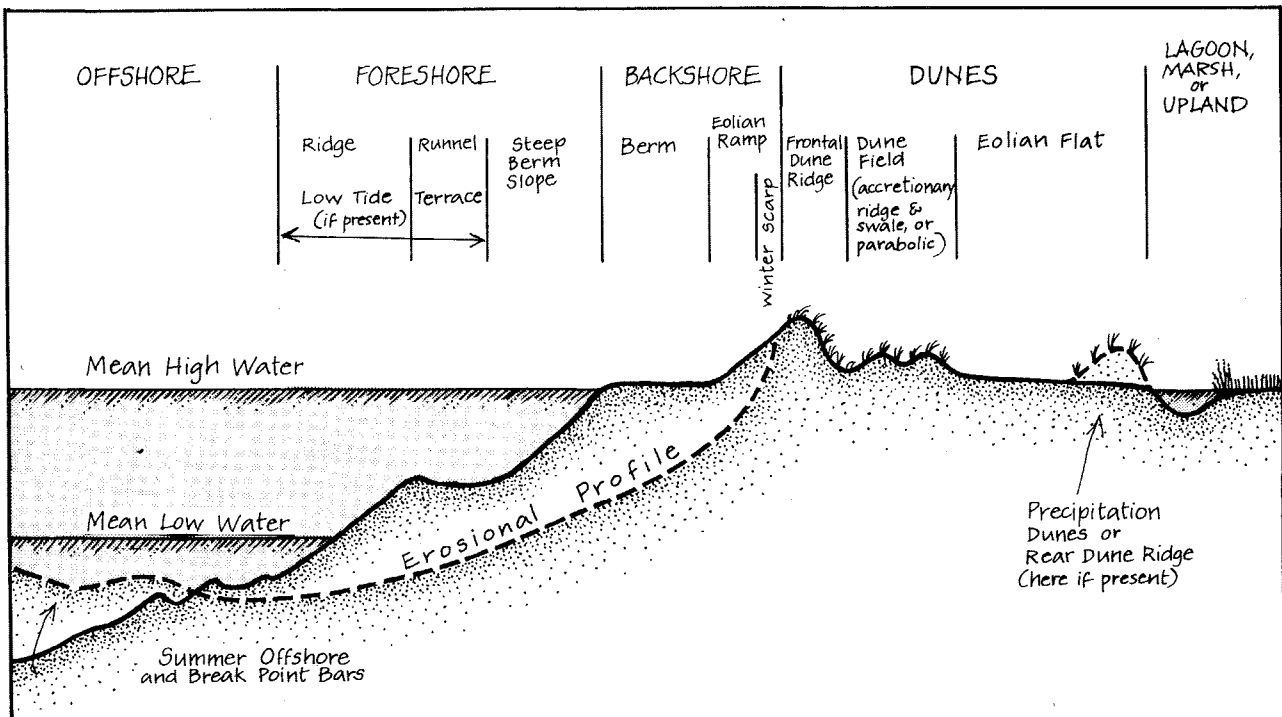 OFFSHORE
FORESHORE
BACKSHORE
DUNES
LAGOON,
MARSH,
or
UPLAND
Ridge
Runnel
Steep
Berm
Slope
Low Tide
(if present)
Terrace
Berm
Eolian
Ramp
winter scarp
Frontal
Dune
Ridge
Dune
Field
(accretionary
ridge &
swale, or
parabolic)
Eolian Flat
Mean High Water
Mean Low Water
Erosional Profile
Summer Offshore
and Break Point Bars
Precipitation
Dunes or
Rear Dune Ridge
(here if present)